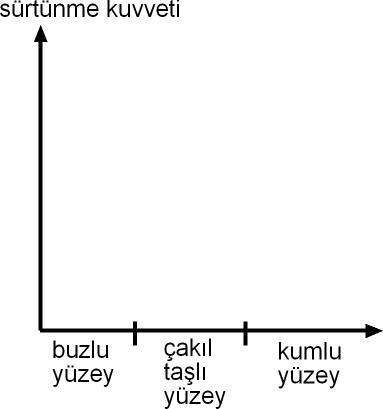 sürtünme kuvveti
buzlu
yüzey
çakıl
taşlı
yüzey
kumlu
yüzey